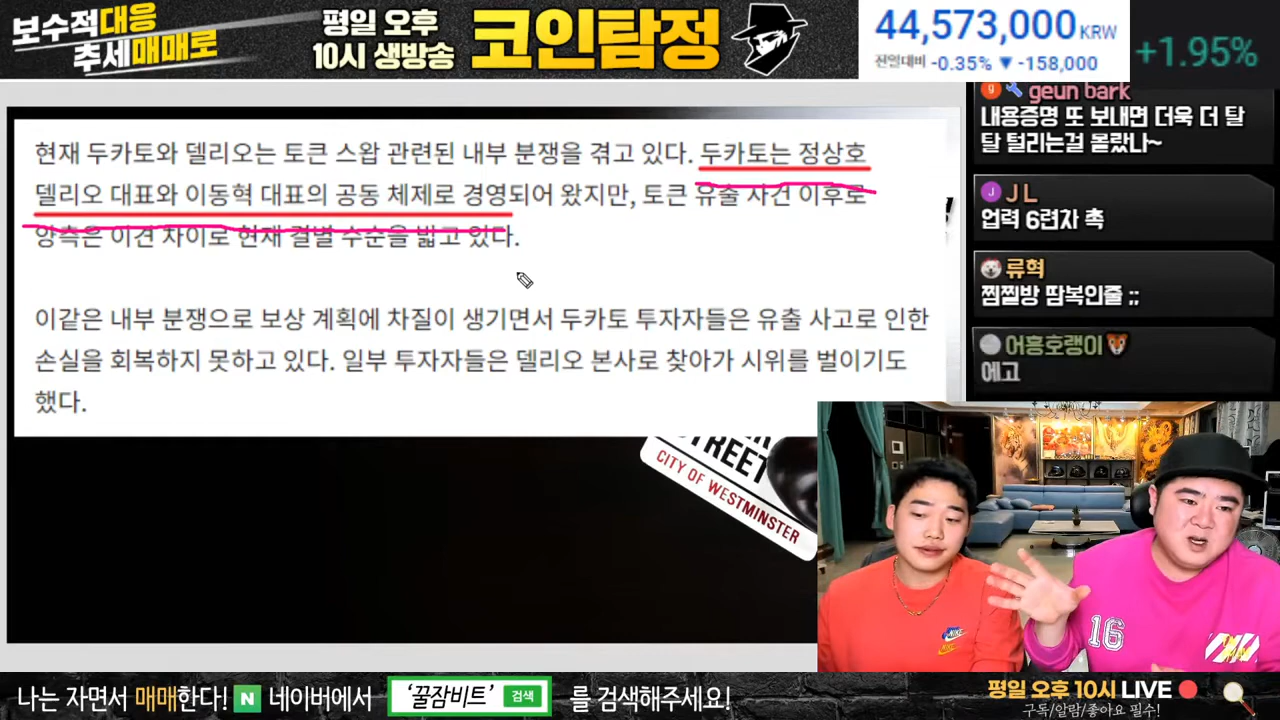 보수적대응
추세매매로
평일 오후
10시 생방송
코인탐정
44,573,000 KRW
전일대비 -0.35% ▼ -158,000
+1.95%
현재 두카토와 델리오는 토큰 스왑 관련된 내부 분쟁을 겪고 있다. 두카토는 정상호
델리오 대표와 이동혁 대표의 공동 체제로 경영되어 왔지만, 토큰 유출 사건 이후로
양측은 이견 차이로 현재 결별 수순을 밟고 있다.
이같은 내부 분쟁으로 보상 계획에 차질이 생기면서 두카토 투자자들은 유출 사고로 인한
손실을 회복하지 못하고 있다. 일부 투자자들은 델리오 본사로 찾아가 시위를 벌이기도
했다.
g geun bark
내용증명 또 보내면 더욱 더 탈
탈 털리는걸 몰랐나~
J J L
업력 6련차 촉
류혁
찜찔방 땀복인줄 ;;
어흥호랭이
에고
STREET
CITY OF WESTMINSTER
NIKE
NIKE
16
나는 자면서 매매한다! N 네이버에서 '꿀잠비트' 검색 를 검색해주세요!
평일 오후 10시 LIVE
구독/알람/좋아요 필수!